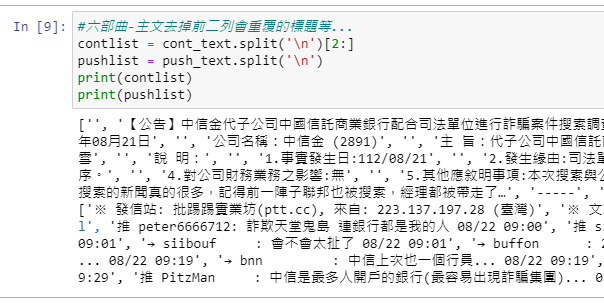 In [9]:
#六部曲-主文去掉前二列會重覆的標題等...
contlist = cont_text.split('\n')[2:]
pushlist = push_text.split('\n')
print(contlist)
print(pushlist)
['', '【公告】中信金代子公司中國信託商業銀行配合司法單位進行詐騙案件搜索調
年08月21日', '', '公司名稱：中信金 (2891)', '', '主 旨：代子公司中國信託
雲', '', '說 明：', '', '1.事實發生日:112/08/21', '', '2.發生緣由:司法
序。', '', '4.對公司財務業務之影響:無', '', '5.其他應敘明事項:本次搜索與公
搜索的新聞真的很多，記得前一陣子聯邦也被搜索，經理都被帶走了…', '-----', '
['※ 發信站: 批踢踢實業坊(ptt.cc), 來自: 223.137.197.28 (臺灣)', '※ 文
l', '推 peter6666712: 詐欺天堂鬼島 連銀行都是我的人 08/22 09:00', '推 s
09:01', '→ siibouf : 會不會太扯了 08/22 09:01', '→ buffon : 
... 08/22 09:19', '→ bnn : 中信上次也一個行員... 08/22 09:19',
9:29', '推 PitzMan : 中信是最多人開戶的銀行(最容易出現詐騙集團)... 0